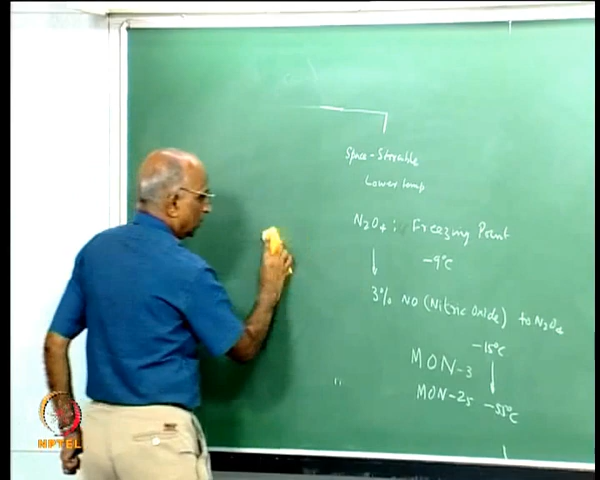 Space-Storable
Lower temp
N2O4 : Freezing Point
-9°C
3% NO (Nitric Oxide) to N2O4
-15°C
MON-3
MON-25 -55°C
NPTEL